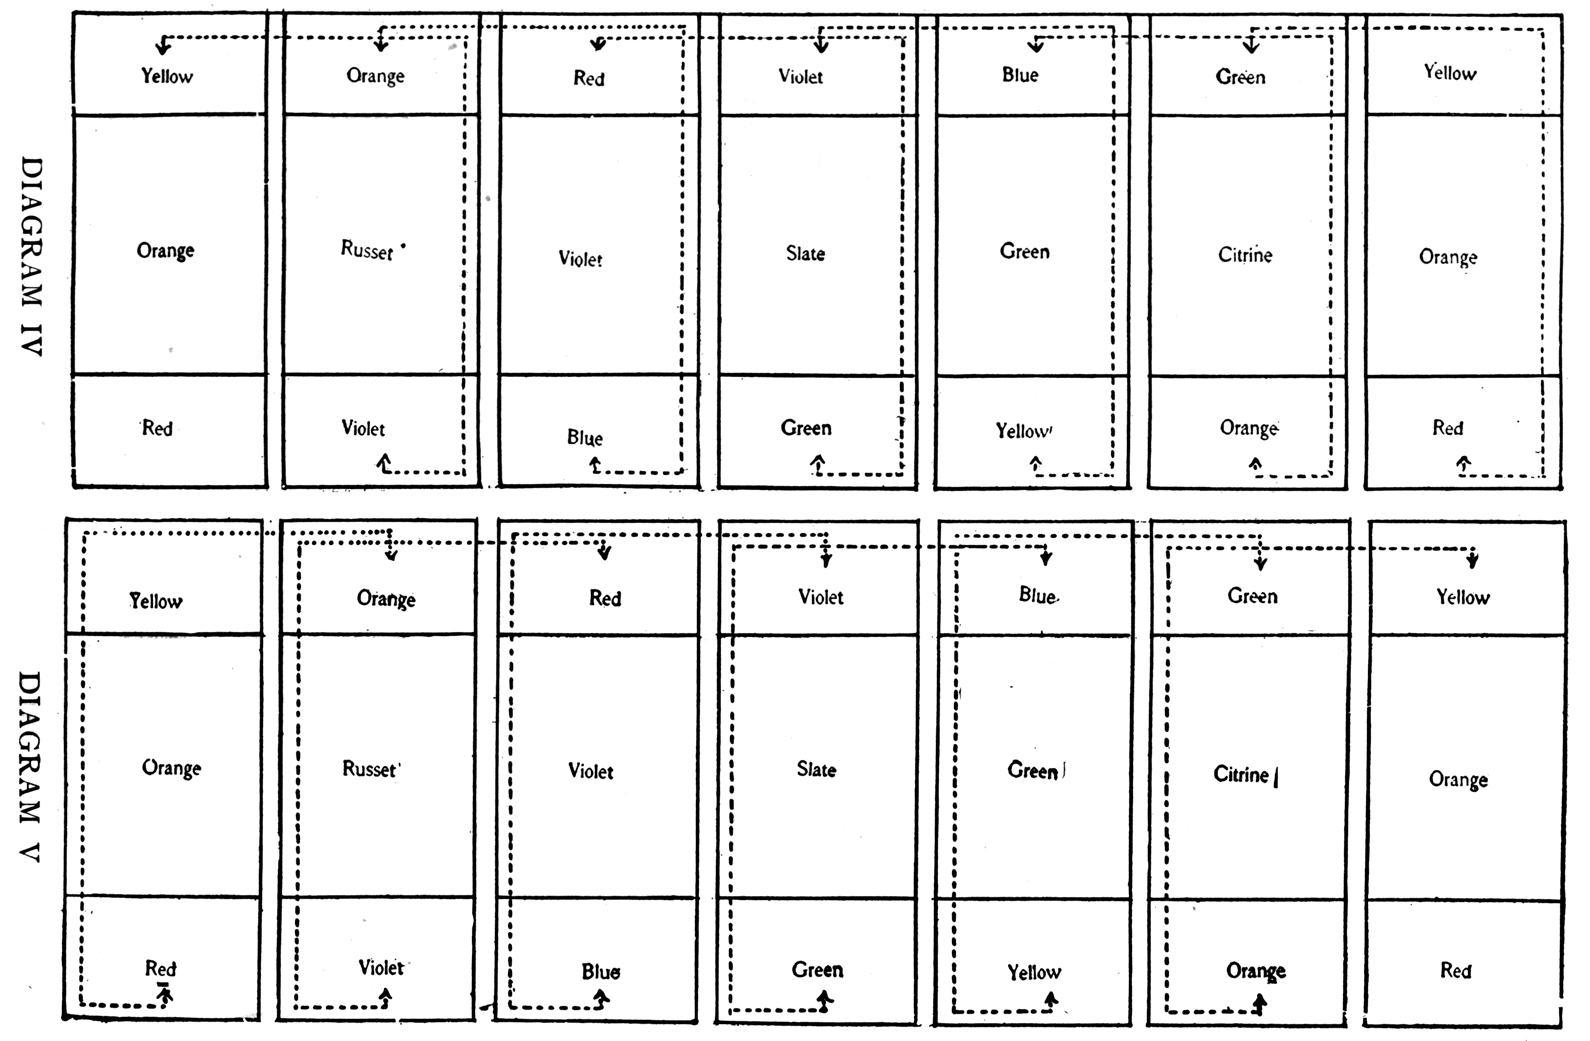 DIAGRAM IV
Yellow Orange Red Violet Blue Green Yellow
Orange Russet Violet Slate Green Citrine Orange
Red Violet Blue Green Yellow Orange Red
DIAGRAM V
Yellow Orange Red Violet Blue Green Yellow
Orange Russet Violet Slate Green Citrine Orange
Red Violet Blue Green Yellow Orange Red